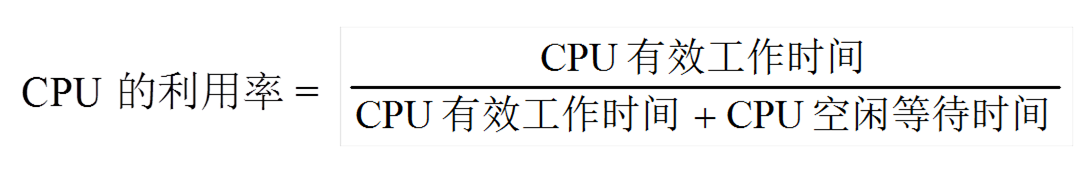 CPU 有效工作时间
CPU 的利用率 =
CPU 有效工作时间 + CPU 空闲等待时间